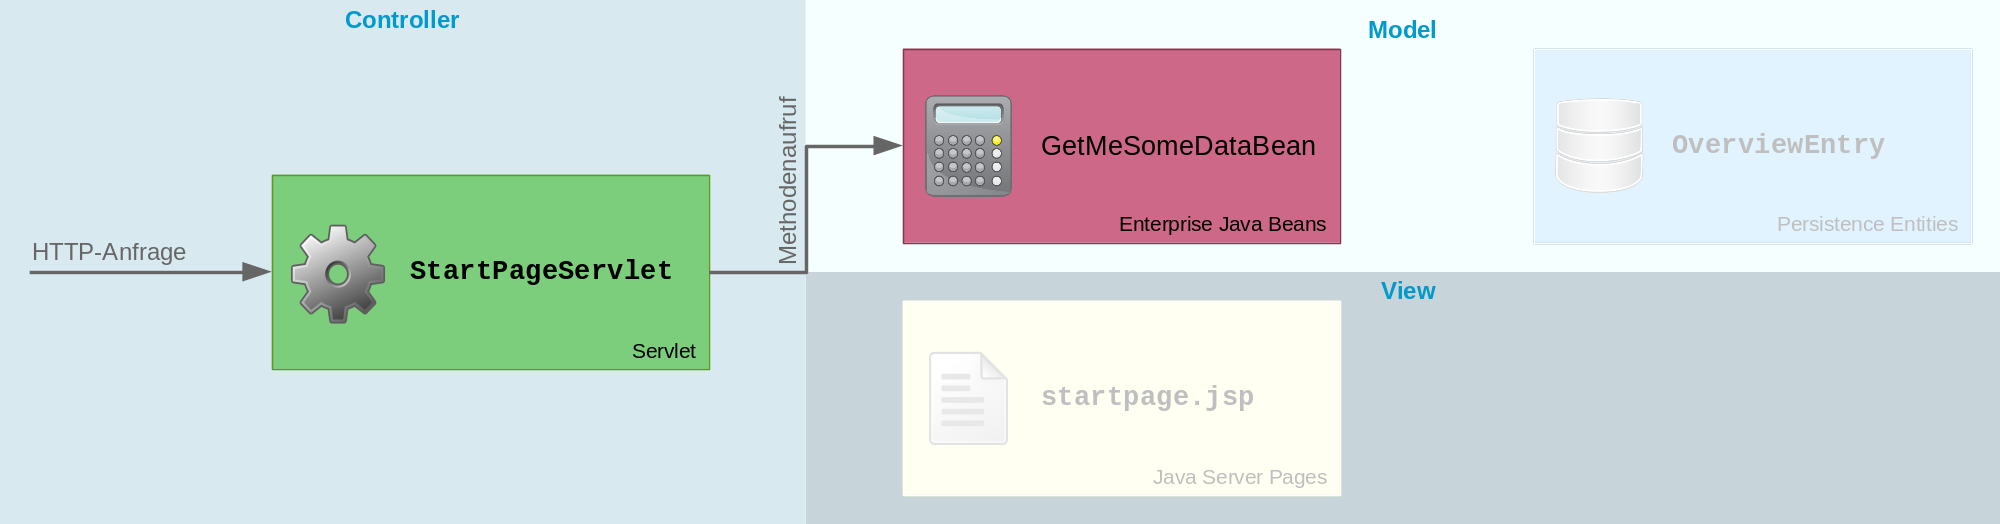 Controller
HTTP-Anfrage
StartPageServlet
Servlet
Methodenaufruf
Model
GetMeSomeDataBean
Enterprise Java Beans
OverviewEntry
Persistence Entities
View
startpage.jsp
Java Server Pages